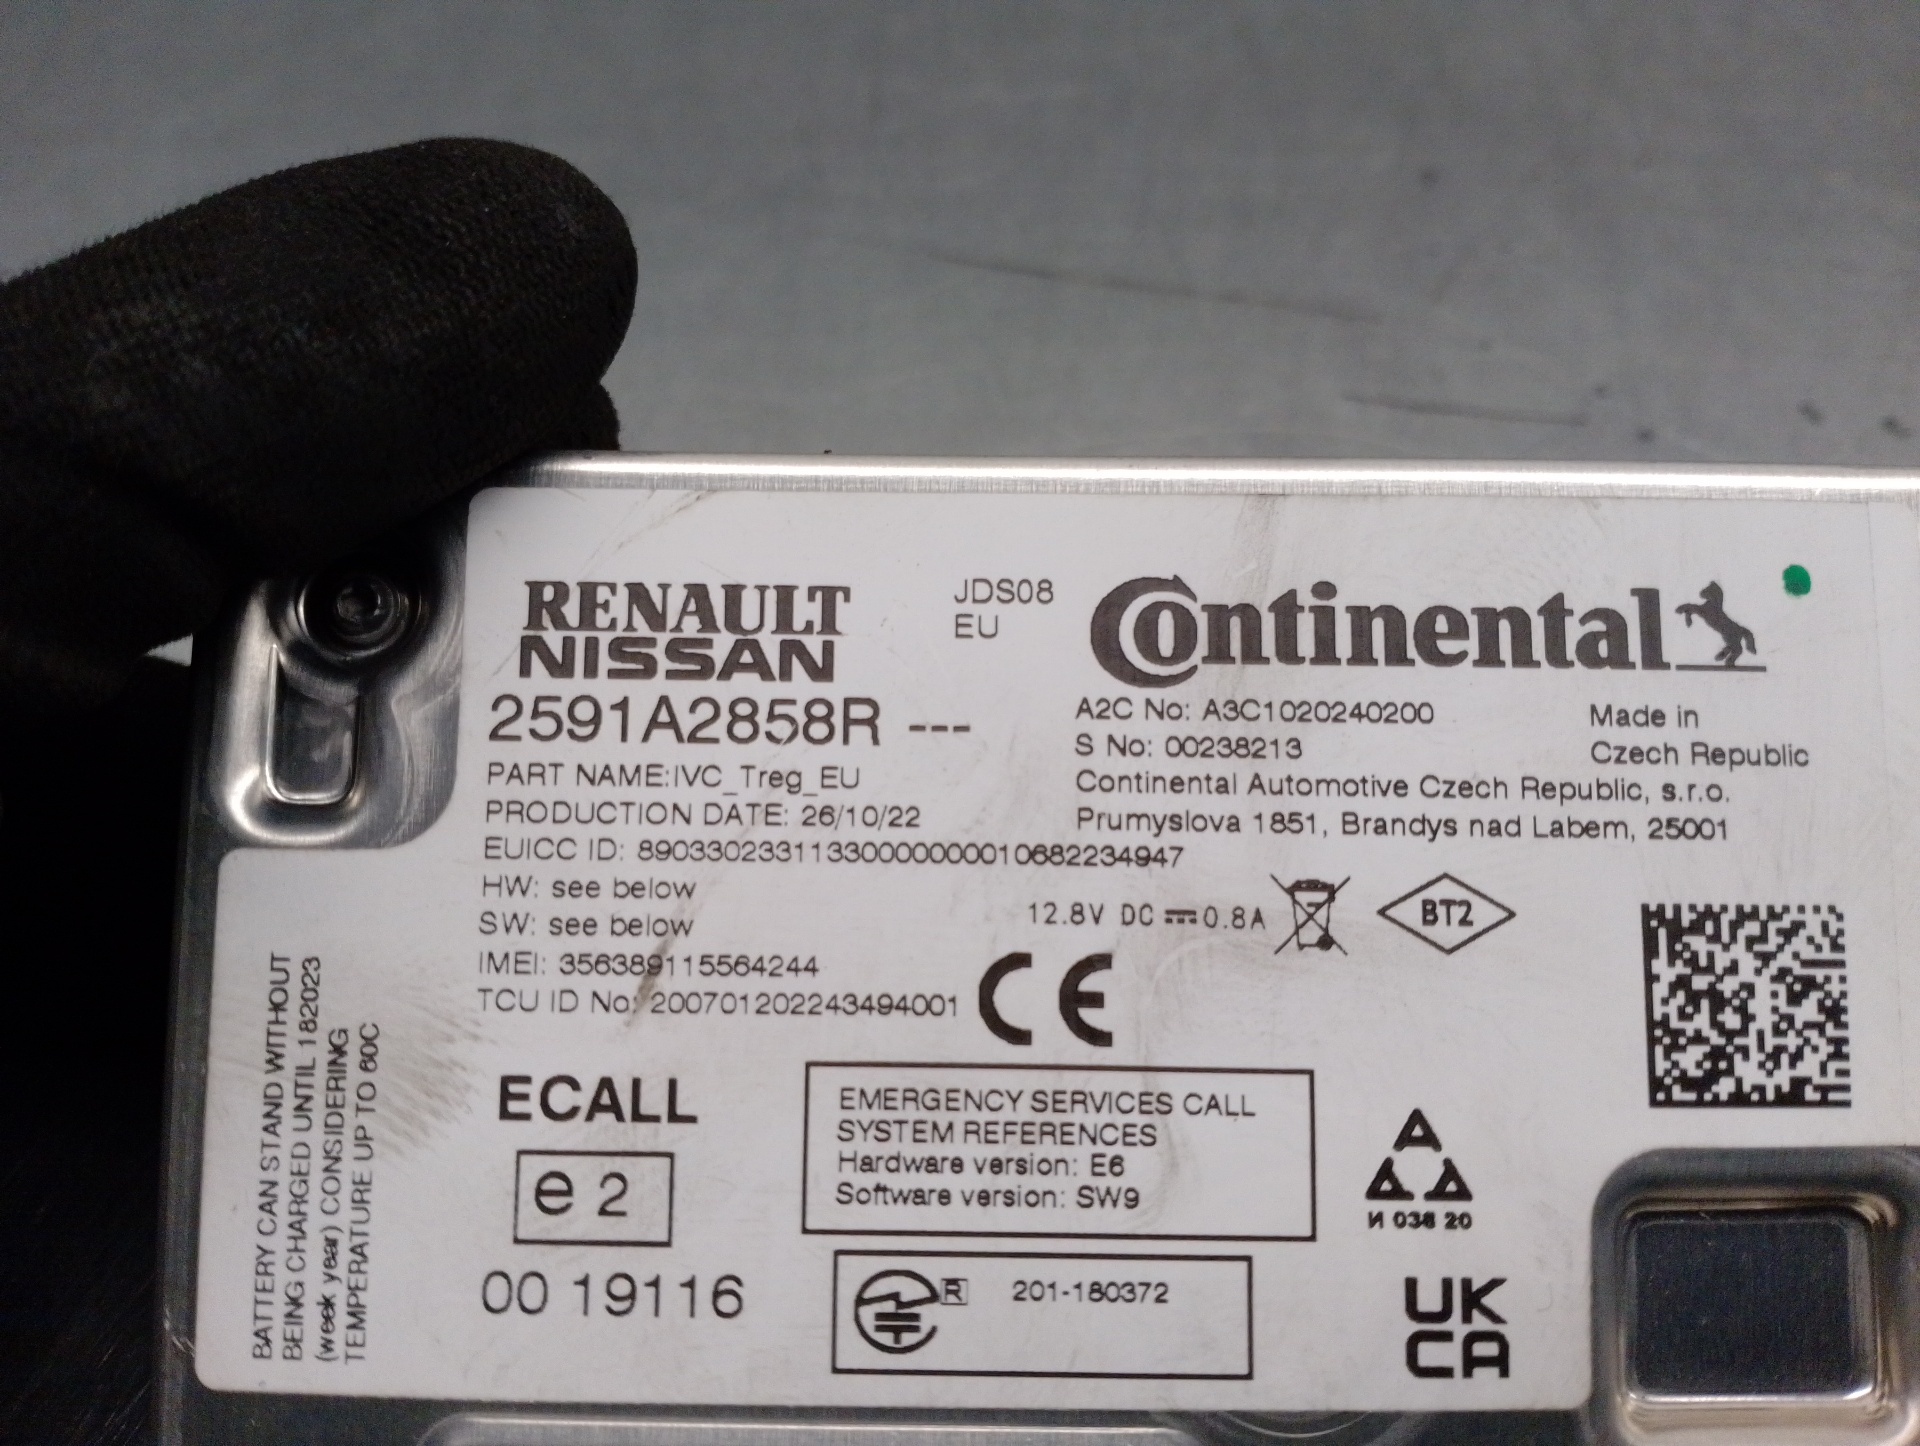 RENAULT
NISSAN
2591A2858R ---
PART NAME:IVC_Treg_EU
PRODUCTION DATE: 26/10/22
EUICC ID: 89033023311330000000010682234947
HW: see below
SW: see below
IMEI: 356389115564244
TCU ID No: 200701202243494001
JDS08
EU
Continental
A2C No: A3C1020240200
S No: 00238213
Made in
Czech Republic
Continental Automotive Czech Republic, s.r.o.
Prumyslova 1851, Brandys nad Labem, 25001
12.8V DC 0.8A
BT2
CE
BATTERY CAN STAND WITHOUT
BEING CHARGED UNTIL 182023
(week year) CONSIDERING
TEMPERATURE UP TO 60C
ECALL
e 2
00 19116
EMERGENCY SERVICES CALL
SYSTEM REFERENCES
Hardware version: E6
Software version: SW9
R 201-180372
И 036 20
UK
CA